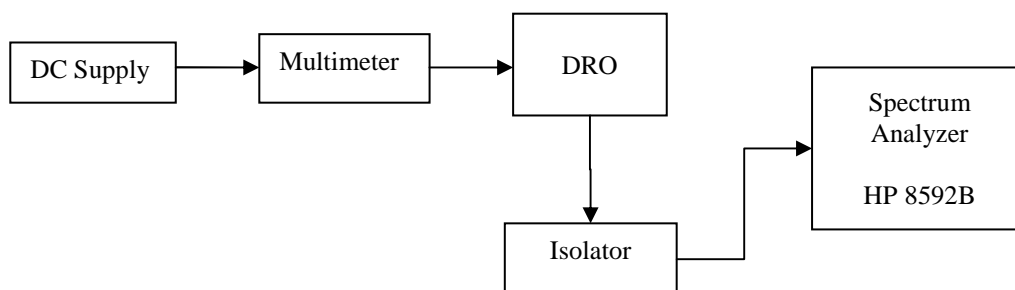 DC Supply
Multimeter
DRO
Spectrum
Analyzer
HP 8592B
Isolator